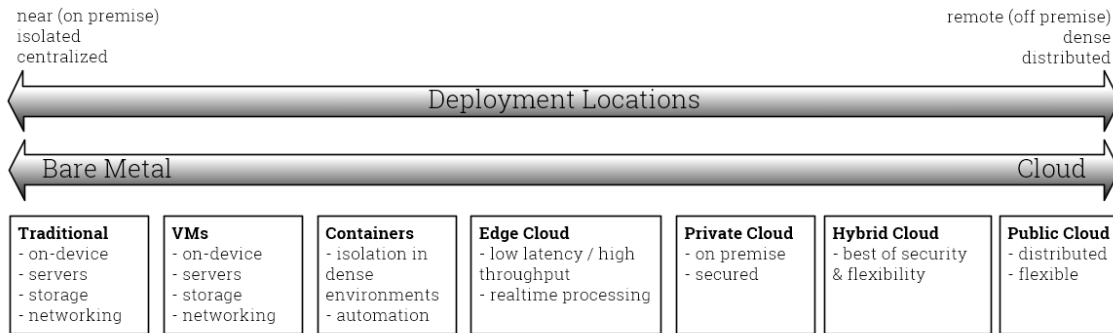 near (on premise)
isolated
centralized
remote (off premise)
dense
distributed
Deployment Locations
Bare Metal
Cloud
Traditional
- on-device
- servers
- storage
- networking
VMs
- on-device
- servers
- storage
- networking
Containers
- isolation in
dense
environments
- automation
Edge Cloud
- low latency / high
throughput
- realtime processing
Private Cloud
- on premise
- secured
Hybrid Cloud
- best of security
& flexibility
Public Cloud
- distributed
- flexible